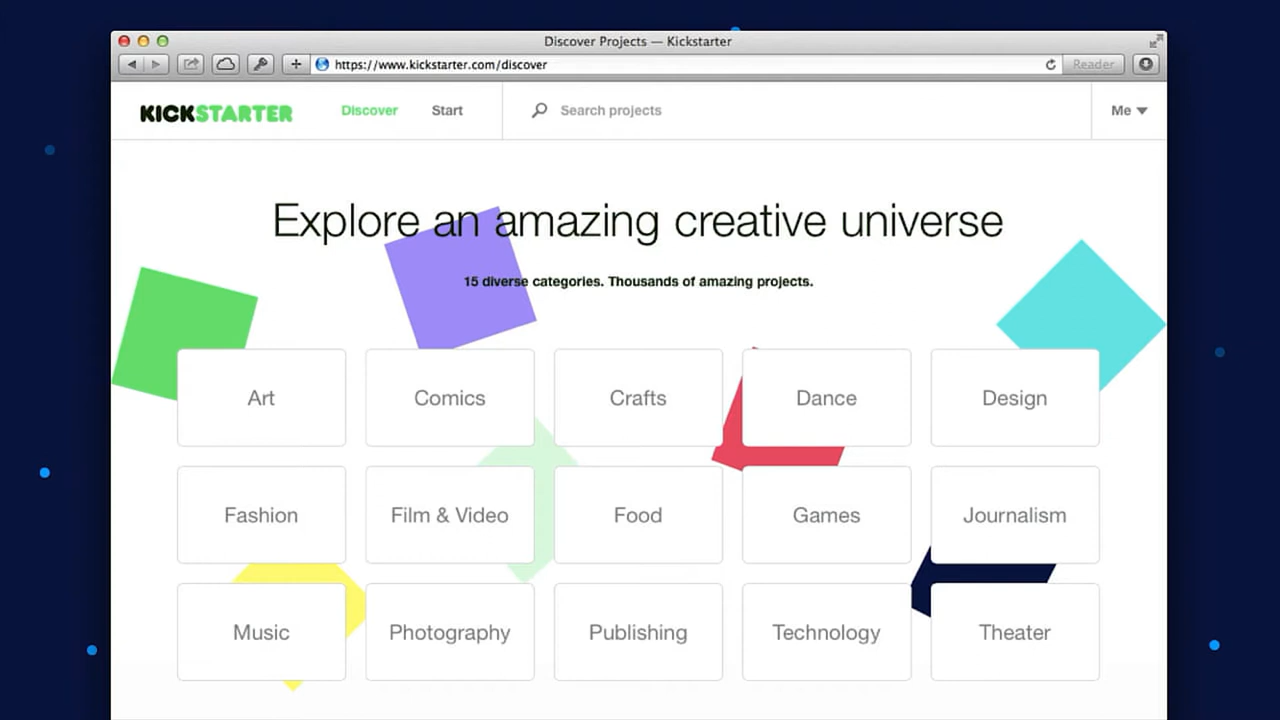 Discover Projects — Kickstarter
https://www.kickstarter.com/discover
Reader
KICKSTARTER
Discover
Start
Search projects
Me
Explore an amazing creative universe
15 diverse categories. Thousands of amazing projects.
Art
Comics
Crafts
Dance
Design
Fashion
Film & Video
Food
Games
Journalism
Music
Photography
Publishing
Technology
Theater